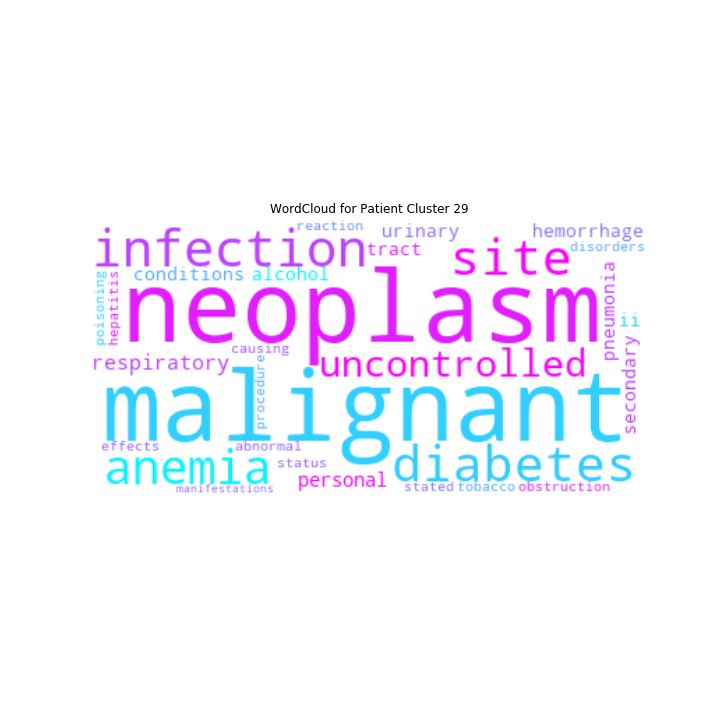 WordCloud for Patient Cluster 29
reaction
urinary
hemorrhage
infection
tract
site
disorders
conditions
alcohol
poisoning
hepatitis
neoplasm
pneumonia
ii
causing
respiratory
uncontrolled
secondary
procedure
malignant
effects
abnormal
anemia
status
diabetes
personal
manifestations
stated
tobacco
obstruction